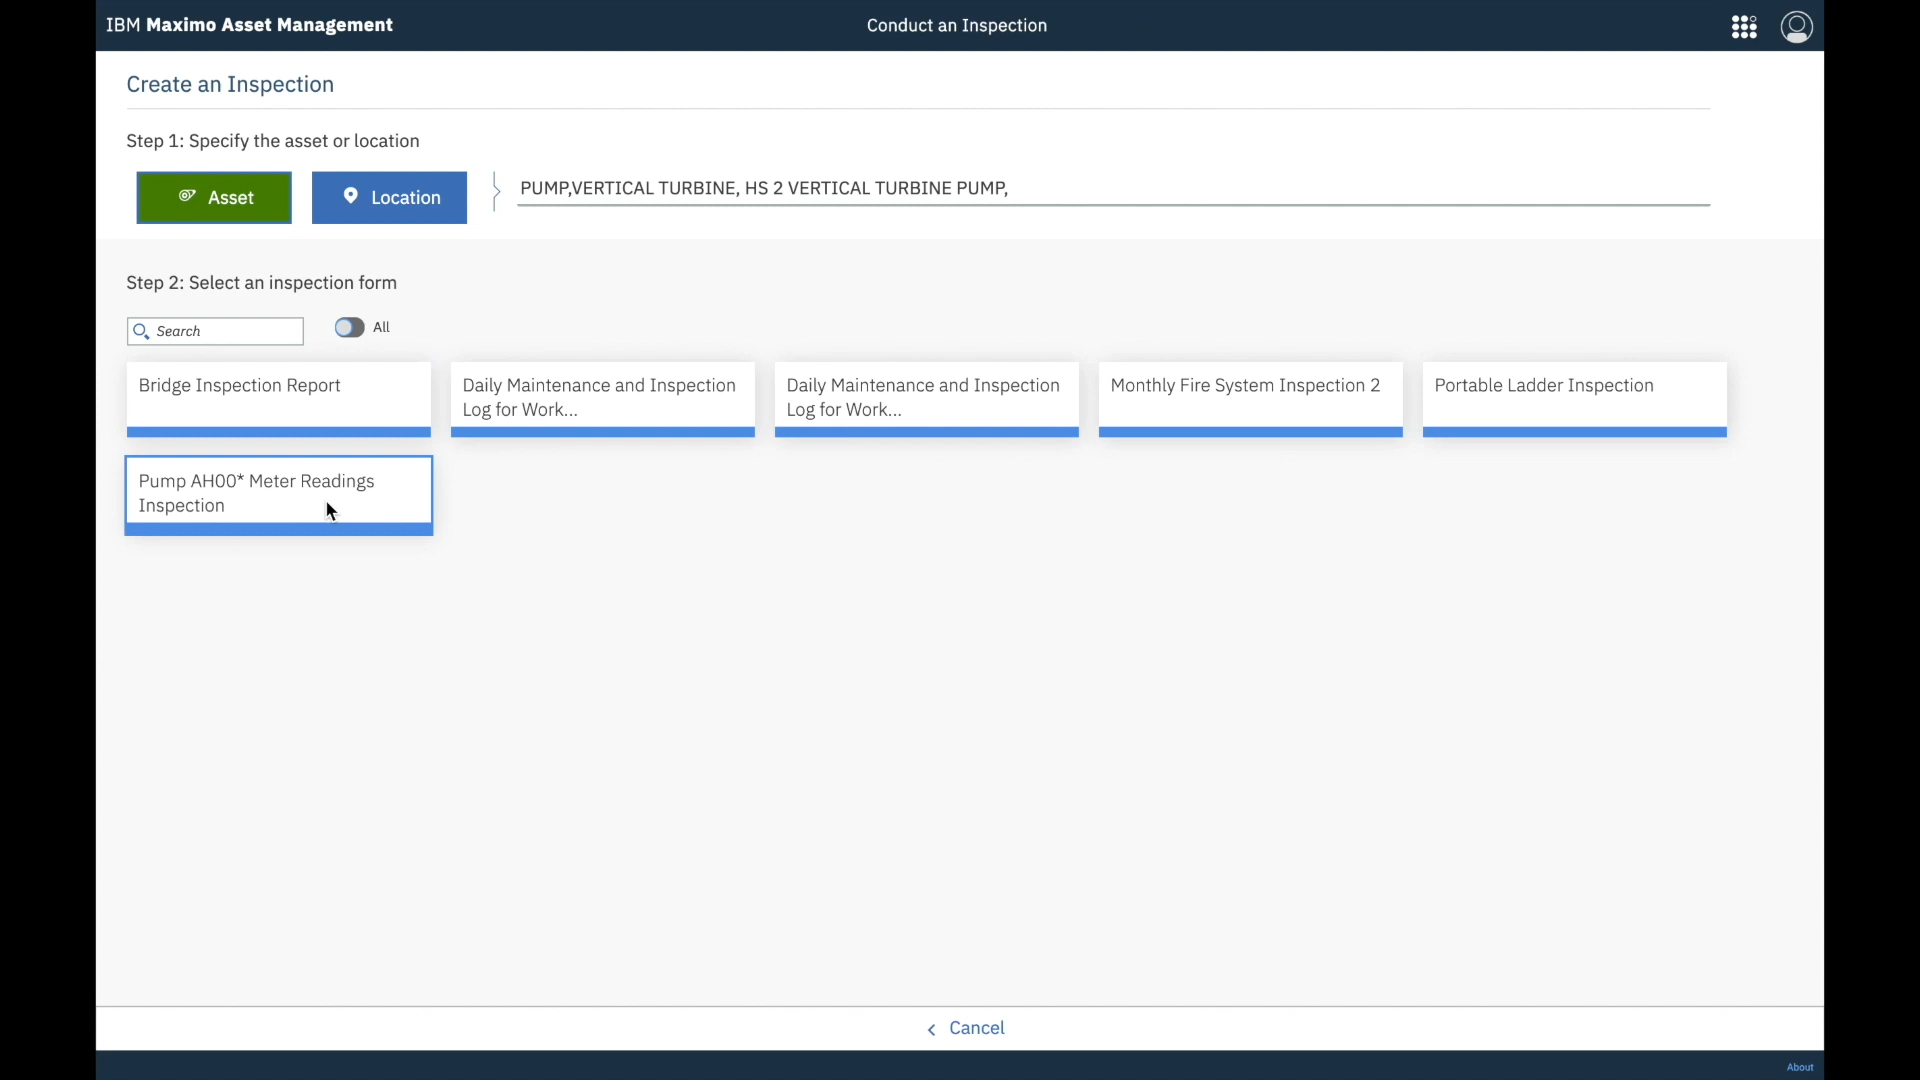 IBM Maximo Asset Management
Conduct an Inspection
Create an Inspection
Step 1: Specify the asset or location
Asset
Location
PUMP,VERTICAL TURBINE, HS 2 VERTICAL TURBINE PUMP,
Step 2: Select an inspection form
Search
All
Bridge Inspection Report
Daily Maintenance and Inspection
Log for Work...
Daily Maintenance and Inspection
Log for Work...
Monthly Fire System Inspection 2
Portable Ladder Inspection
Pump AH00* Meter Readings
Inspection
Cancel
About